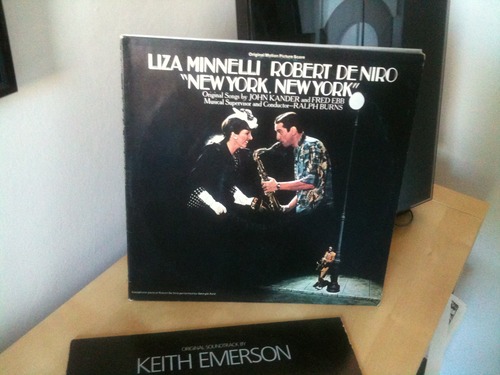 Original Motion Picture Score
LIZA MINNELLI ROBERT DE NIRO
"NEW YORK, NEW YORK"
Original Songs by JOHN KANDER and FRED EBB
Musical Supervisor and Conductor—RALPH BURNS
ORIGINAL SOUNDTRACK BY
KEITH EMERSON